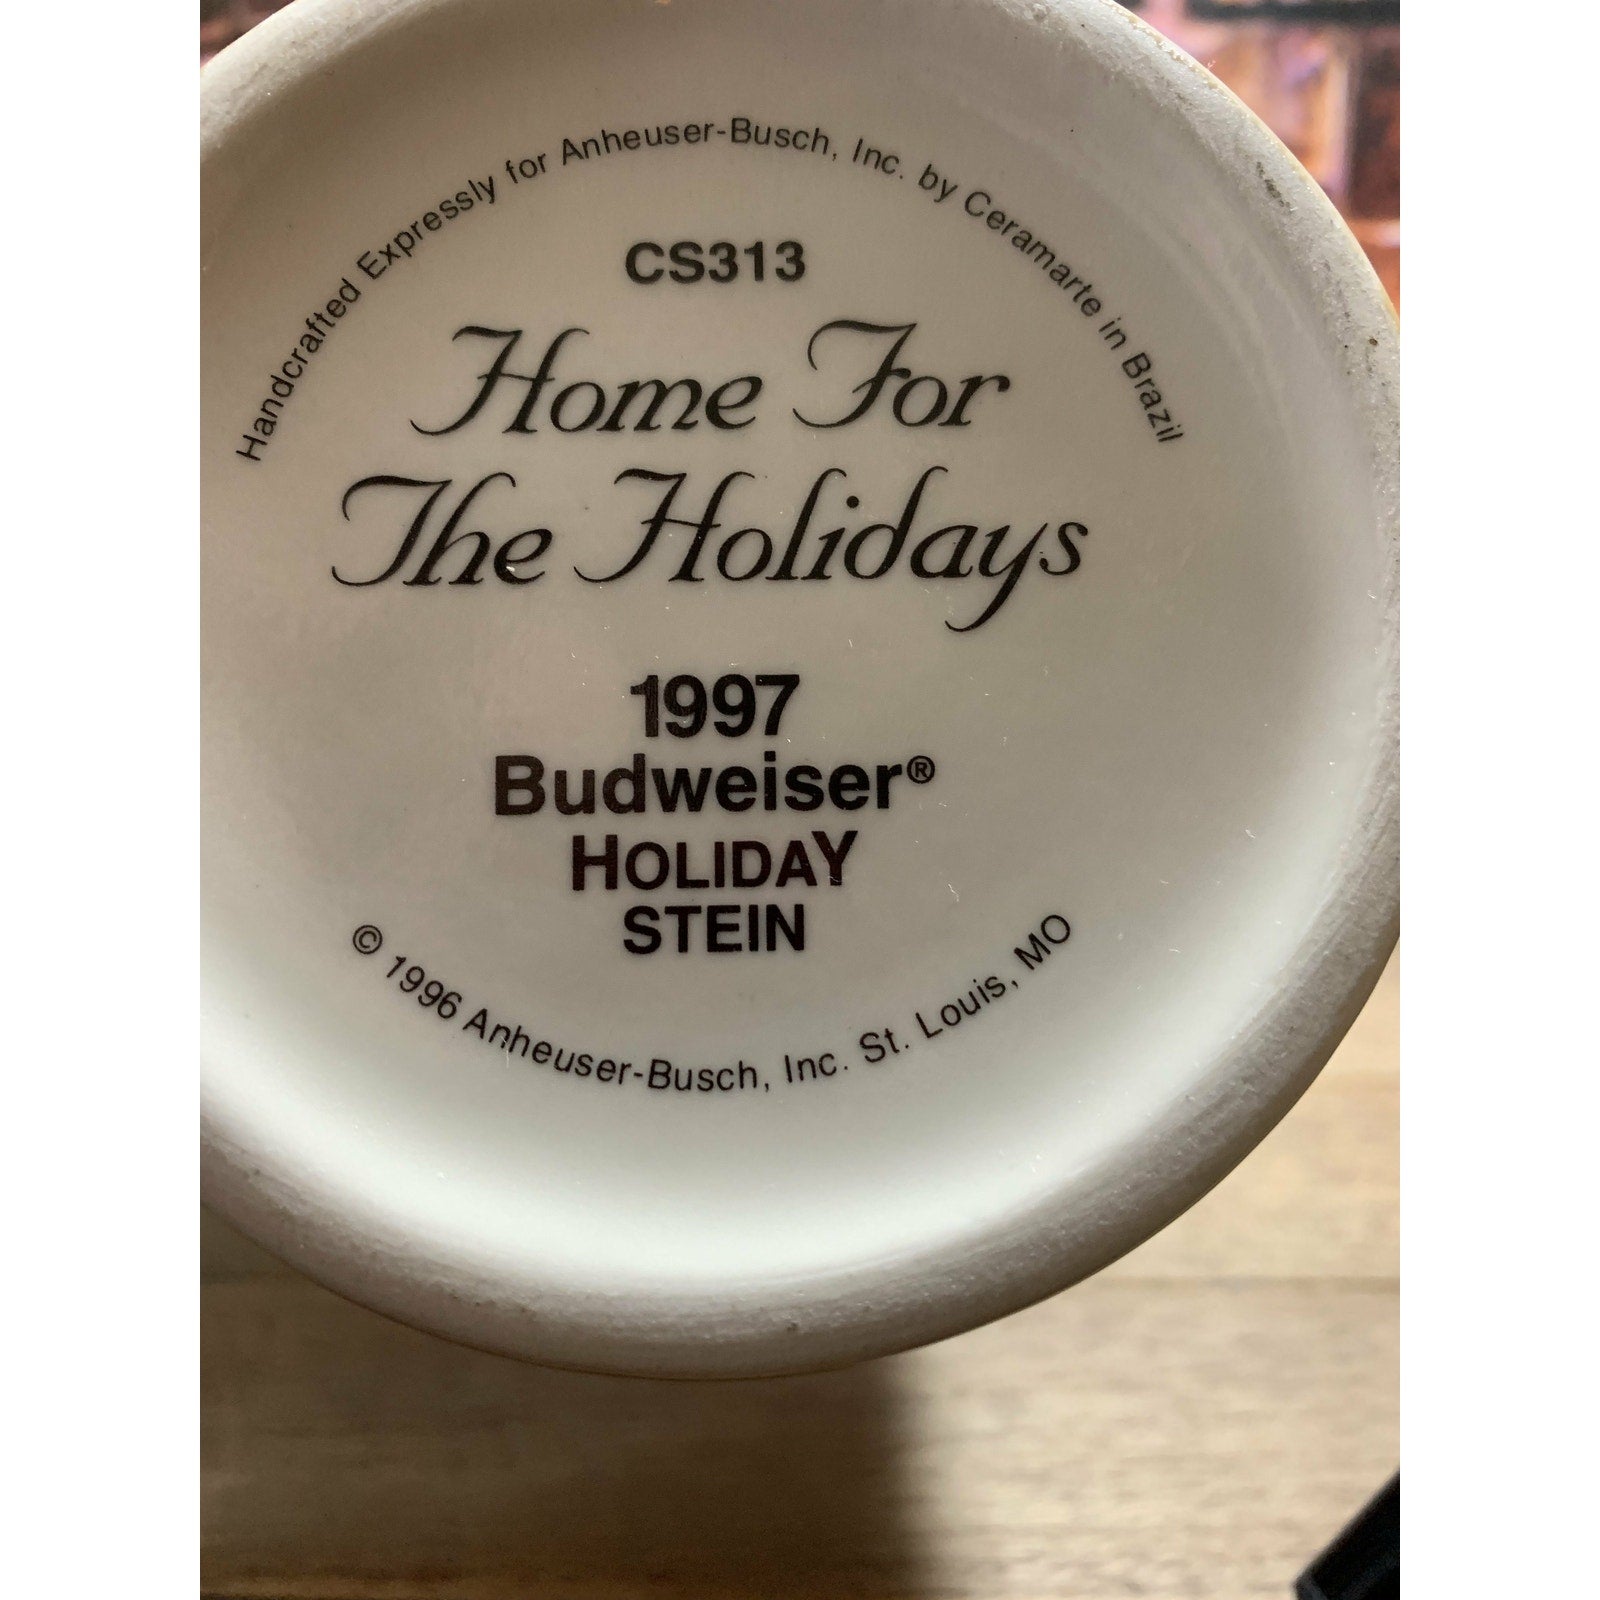 Handcrafted Expressly for Anheuser-Busch, Inc. by Ceramarte in Brazil
CS313
Home For
The Holidays
1997
Budweiser®
HOLIDAY
STEIN
© 1996 Anheuser-Busch, Inc. St. Louis, MO